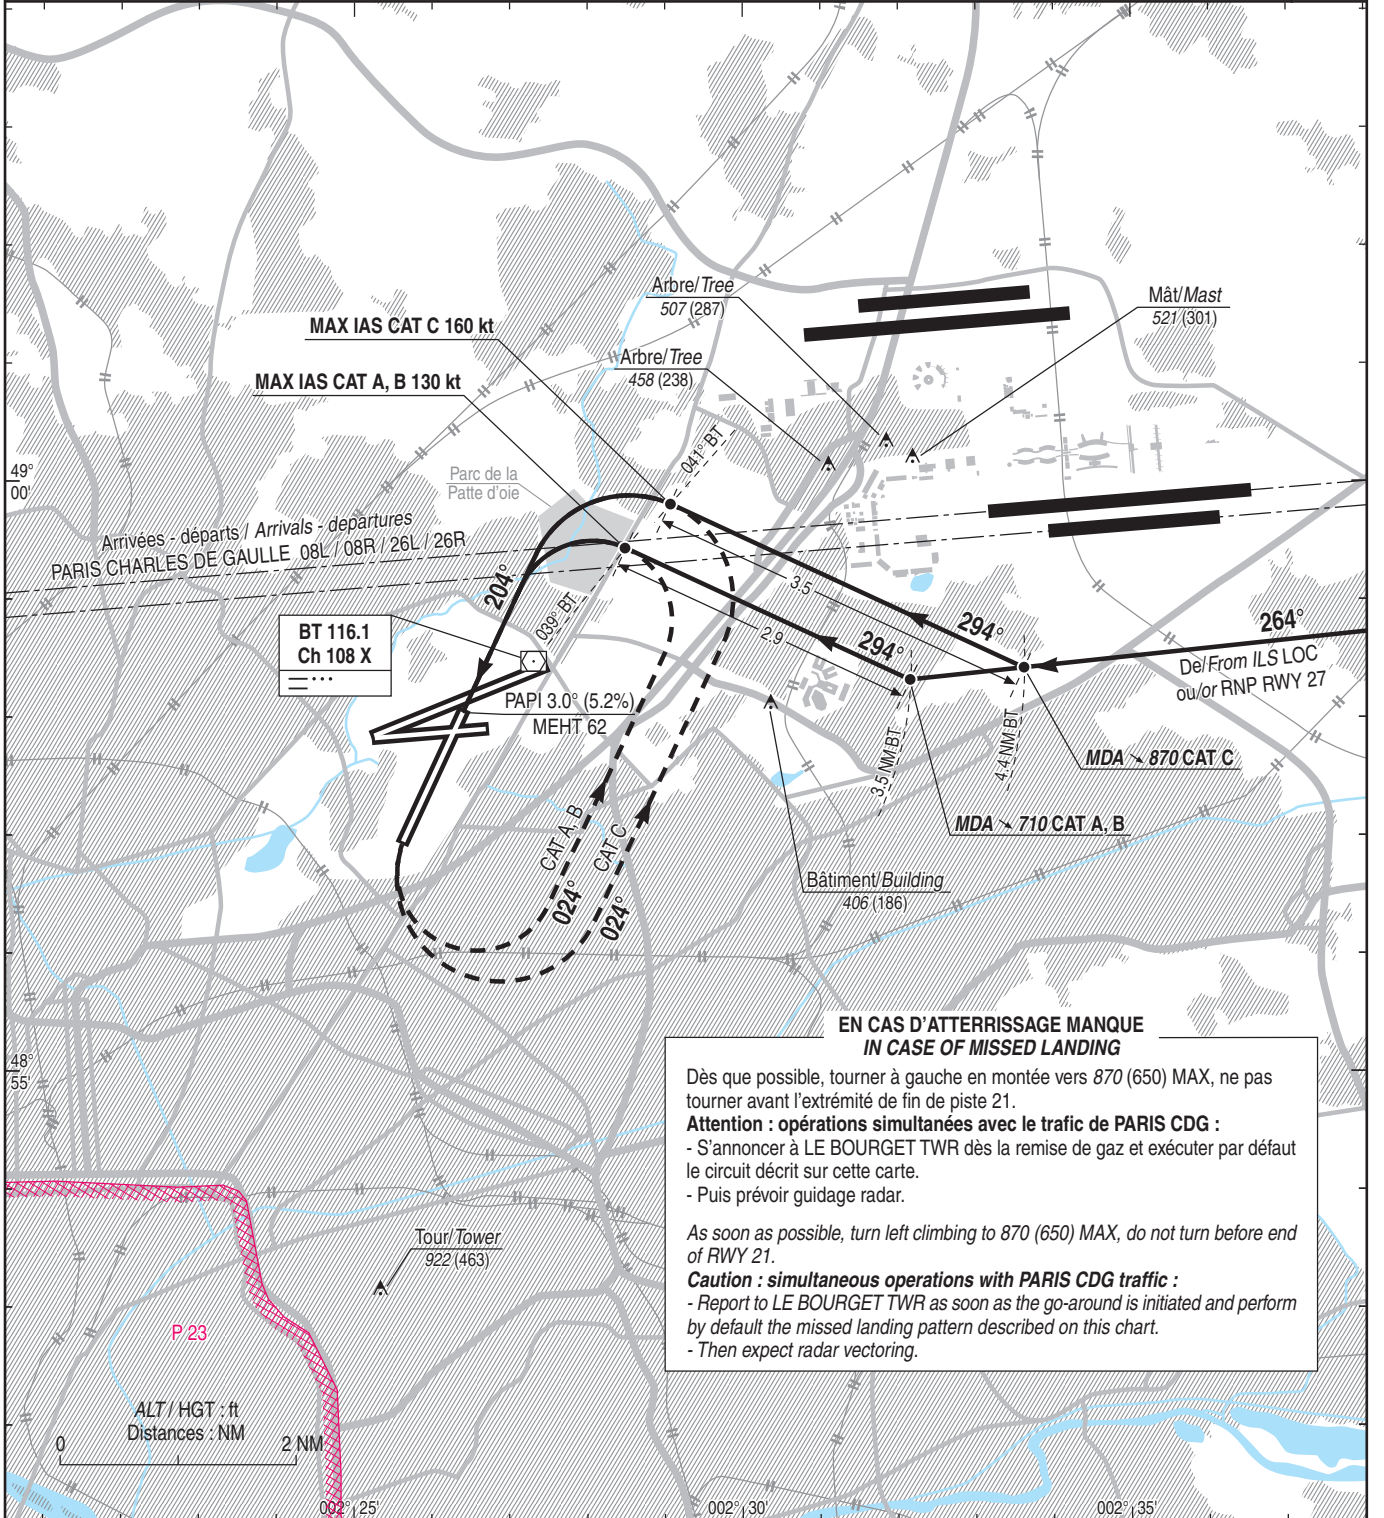 Arbre/Tree
507 (287)
Mât/Mast
521 (301)
MAX IAS CAT C 160 kt
Arbre/Tree
458 (238)
MAX IAS CAT A, B 130 kt
041° BT
49°
00'
Parc de la
Patte d'oie
Arrivées - départs / Arrivals - departures
PARIS CHARLES DE GAULLE 08L / 08R / 26L / 26R
204°
039° BT
3.5
2.9
294°
294°
264°
De/From ILS LOC
ou/or RNP RWY 27
BT 116.1
Ch 108 X
PAPI 3.0° (5.2%)
MEHT 62
3.5 NM BT
4.4 NM BT
MDA ➘ 870 CAT C
MDA ➘ 710 CAT A, B
CAT A, B
CAT C
024°
024°
Bâtiment/Building
406 (186)
48°
55'
EN CAS D'ATTERRISSAGE MANQUE
IN CASE OF MISSED LANDING
Dès que possible, tourner à gauche en montée vers 870 (650) MAX, ne pas
tourner avant l'extrémité de fin de piste 21.
Attention : opérations simultanées avec le trafic de PARIS CDG :
- S'annoncer à LE BOURGET TWR dès la remise de gaz et exécuter par défaut
le circuit décrit sur cette carte.
- Puis prévoir guidage radar.
As soon as possible, turn left climbing to 870 (650) MAX, do not turn before end
of RWY 21.
Caution : simultaneous operations with PARIS CDG traffic :
- Report to LE BOURGET TWR as soon as the go-around is initiated and perform
by default the missed landing pattern described on this chart.
- Then expect radar vectoring.
Tour/Tower
922 (463)
P 23
ALT / HGT : ft
Distances : NM
0
2 NM
002° 25'
002° 30'
002° 35'